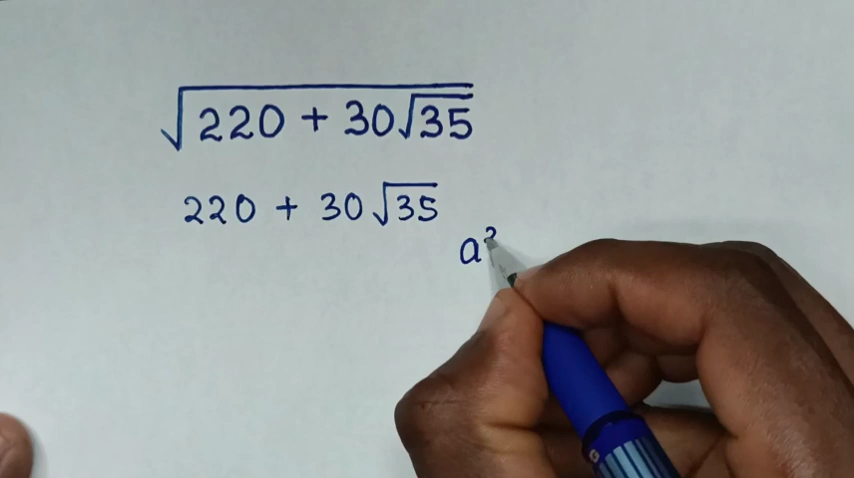 √(220 + 30√35)
220 + 30√35
a²